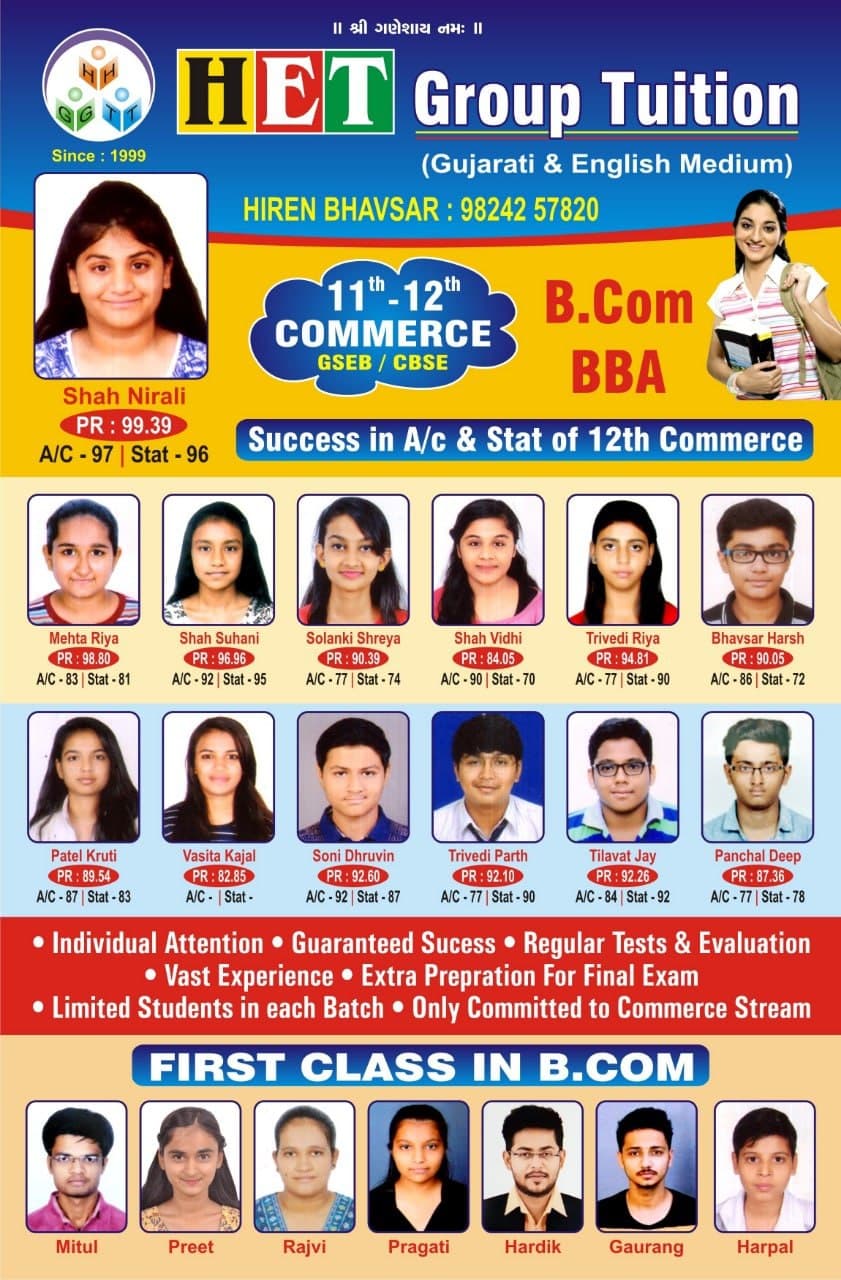 ॥ શ્રી ગણેશાય નમઃ ॥
H H
G G T T
HET Group Tuition
Since : 1999
(Gujarati & English Medium)
HIREN BHAVSAR : 98242 57820
11th - 12th
COMMERCE
GSEB / CBSE
B.Com
BBA
Shah Nirali
PR : 99.39
A/C - 97 | Stat - 96
Success in A/c & Stat of 12th Commerce
Mehta Riya Shah Suhani Solanki Shreya Shah Vidhi Trivedi Riya Bhavsar Harsh
PR : 98.80 PR : 96.96 PR : 90.39 PR : 84.05 PR : 94.81 PR : 90.05
A/C - 83 | Stat - 81 A/C - 92 | Stat - 95 A/C - 77 | Stat - 74 A/C - 90 | Stat - 70 A/C - 77 | Stat - 90 A/C - 86 | Stat - 72
Patel Kruti Vasita Kajal Soni Dhruvin Trivedi Parth Tilavat Jay Panchal Deep
PR : 89.54 PR : 82.85 PR : 92.60 PR : 92.10 PR : 92.26 PR : 87.36
A/C - 87 | Stat - 83 A/C - | Stat - A/C - 92 | Stat - 87 A/C - 77 | Stat - 90 A/C - 84 | Stat - 92 A/C - 77 | Stat - 78
• Individual Attention • Guaranteed Sucess • Regular Tests & Evaluation
• Vast Experience • Extra Prepration For Final Exam
• Limited Students in each Batch • Only Committed to Commerce Stream
FIRST CLASS IN B.COM
Mitul Preet Rajvi Pragati Hardik Gaurang Harpal